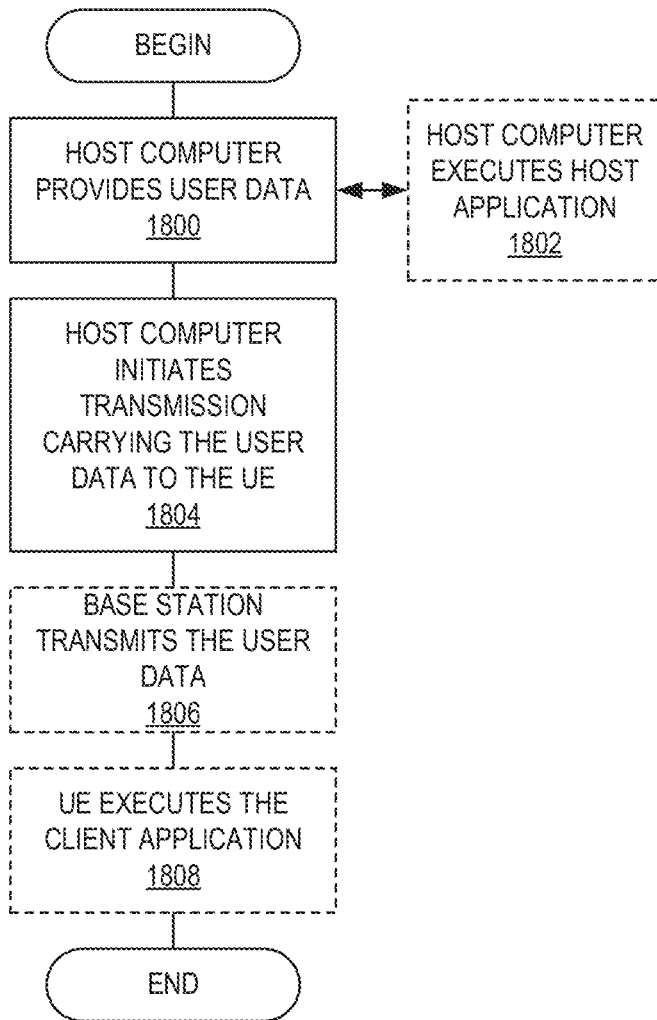 BEGIN
HOST COMPUTER
PROVIDES USER DATA
1800
HOST COMPUTER
EXECUTES HOST
APPLICATION
1802
HOST COMPUTER
INITIATES
TRANSMISSION
CARRYING THE USER
DATA TO THE UE
1804
BASE STATION
TRANSMITS THE USER
DATA
1806
UE EXECUTES THE
CLIENT APPLICATION
1808
END